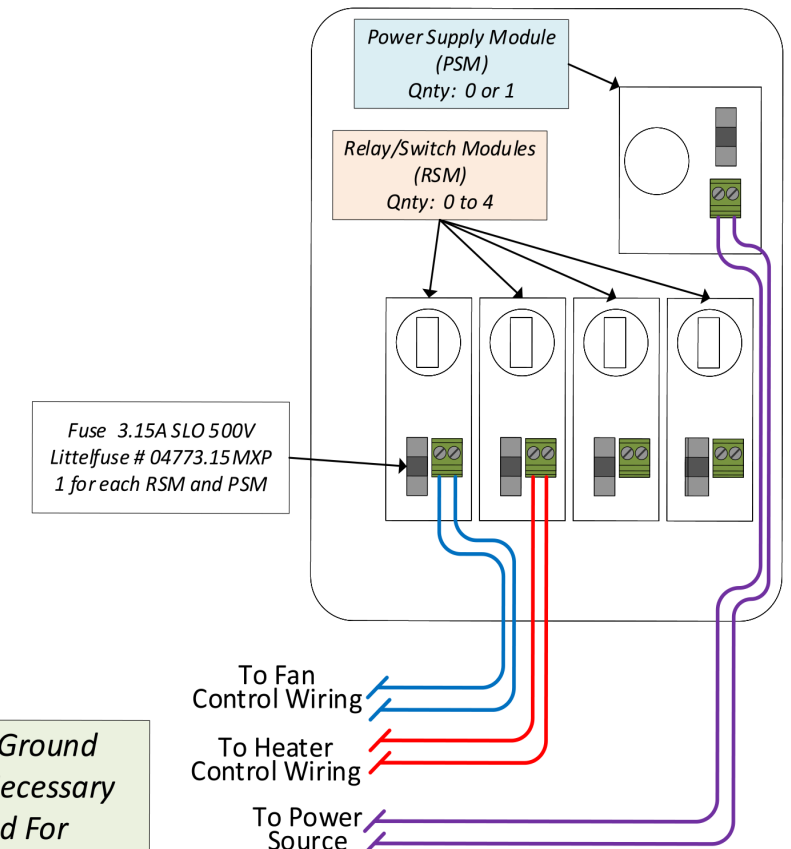 Power Supply Module
(PSM)
Qnty: 0 or 1
Relay/Switch Modules
(RSM)
Qnty: 0 to 4
Fuse 3.15A SLO 500V
Littelfuse # 04773.15MXP
1 for each RSM and PSM
To Fan
Control Wiring
To Heater
Control Wiring
To Power
Source
Ground
ecessary
d For